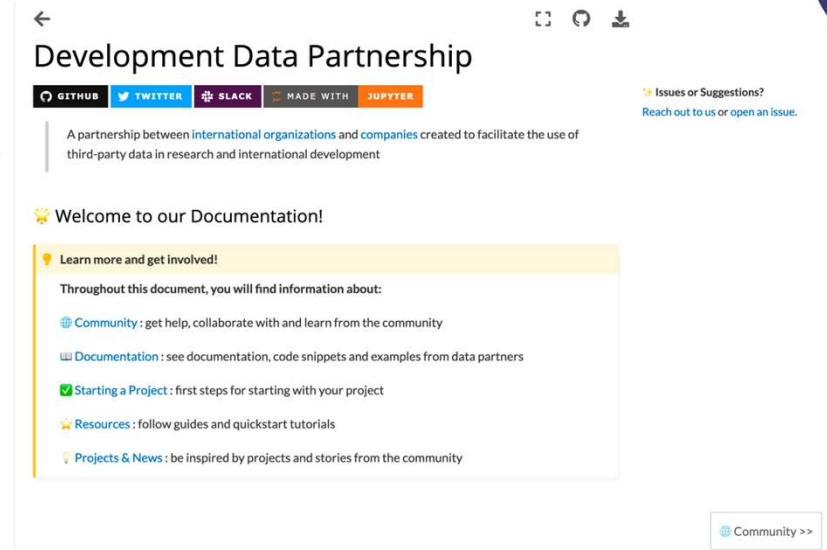 Development Data Partnership
GITHUB TWITTER SLACK MADE WITH JUPYTER
A partnership between international organizations and companies created to facilitate the use of
third-party data in research and international development
✨ Issues or Suggestions?
Reach out to us or open an issue.
🌟 Welcome to our Documentation!
Learn more and get involved!
Throughout this document, you will find information about:
🌐 Community : get help, collaborate with and learn from the community
📖 Documentation : see documentation, code snippets and examples from data partners
✅ Starting a Project : first steps for starting with your project
⭐ Resources : follow guides and quickstart tutorials
💡 Projects & News : be inspired by projects and stories from the community
🌐 Community >>